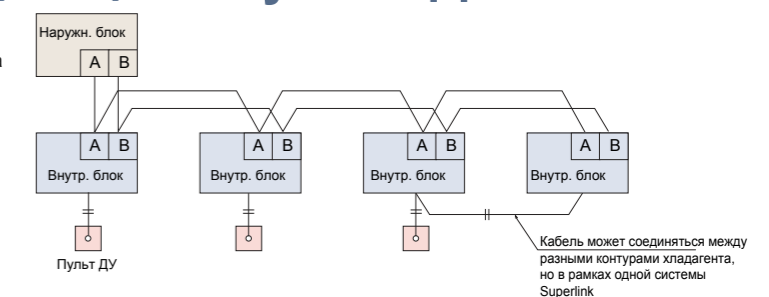 Наружн. блок
А В
А В
Внутр. блок
А В
Внутр. блок
А В
Внутр. блок
А В
Внутр. блок
Пульт ДУ
Кабель может соединяться между
разными контурами хладагента,
но в рамках одной системы
Superlink